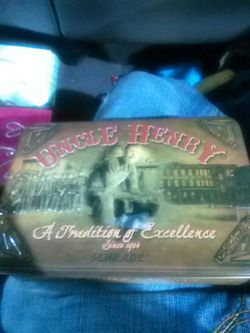 UNCLE HENRY
A Tradition of Excellence
Since 1904
SCHRADE